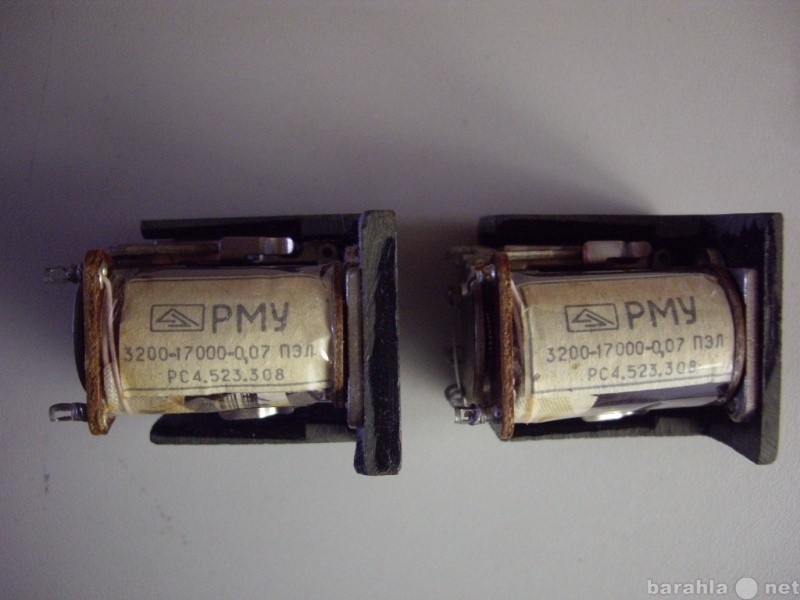 РМУ
3200-17000-0,07 ПЭЛ
РС4.523.308
РМУ
3200-17000-0,07 ПЭЛ
РС4.523.308
barahla net